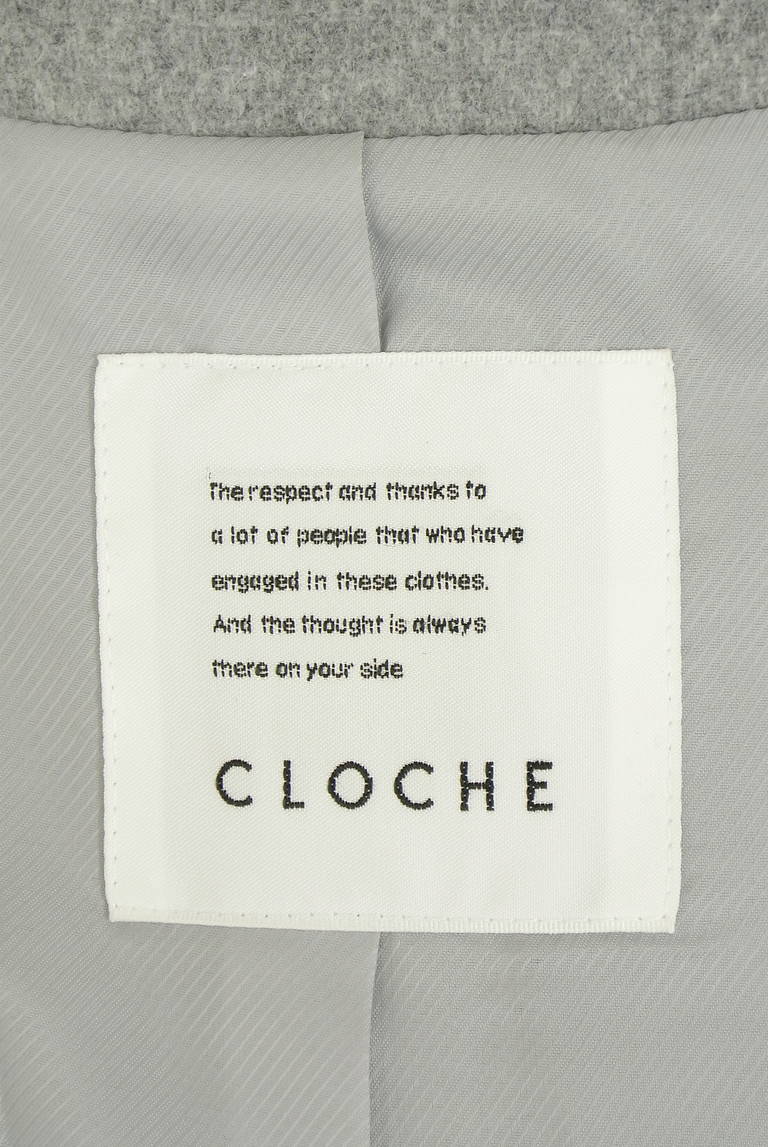 The respect and thanks to
a lot of people that who have
engaged in these clothes.
And the thought is always
there on your side
CLOCHE